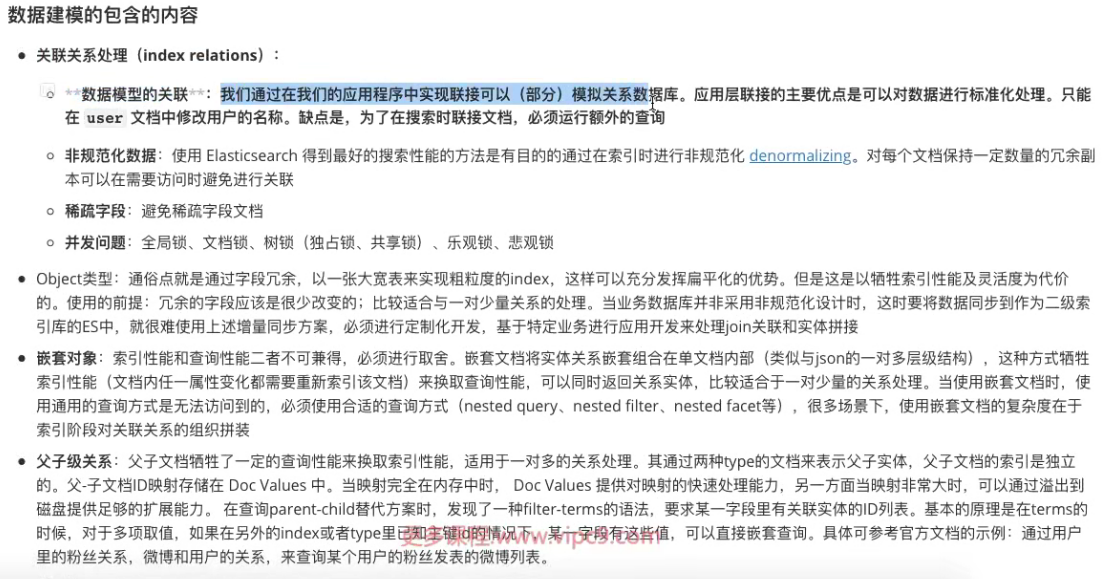 数据建模的包含的内容
关联关系处理（index relations）：
**数据模型的关联**：我们通过在我们的应用程序中实现联接可以（部分）模拟关系数据库。应用层联接的主要优点是可以对数据进行标准化处理。只能
在 user 文档中修改用户的名称。缺点是，为了在搜索时联接文档，必须运行额外的查询
非规范化数据：使用 Elasticsearch 得到最好的搜索性能的方法是有目的的通过在索引时进行非规范化 denormalizing。对每个文档保持一定数量的冗余副
本可以在需要访问时避免进行关联
稀疏字段：避免稀疏字段文档
并发问题：全局锁、文档锁、树锁（独占锁、共享锁）、乐观锁、悲观锁
Object类型：通俗点就是通过字段冗余，以一张大宽表来实现粗粒度的index，这样可以充分发挥扁平化的优势。但是这是以牺牲索引性能及灵活度为代价
的。使用的前提：冗余的字段应该是很少改变的；比较适合与一对少量关系的处理。当业务数据库并非采用非规范化设计时，这时要将数据同步到作为二级索
引库的ES中，就很难使用上述增量同步方案，必须进行定制化开发，基于特定业务进行应用开发来处理join关联和实体拼接
嵌套对象：索引性能和查询性能二者不可兼得，必须进行取舍。嵌套文档将实体关系嵌套组合在单文档内部（类似与json的一对多层级结构），这种方式牺牲
索引性能（文档内任一属性变化都需要重新索引该文档）来换取查询性能，可以同时返回关系实体，比较适合于一对少量的关系处理。当使用嵌套文档时，使
用通用的查询方式是无法访问到的，必须使用合适的查询方式（nested query、nested filter、nested facet等），很多场景下，使用嵌套文档的复杂度在于
索引阶段对关联关系的组织拼装
父子级关系：父子文档牺牲了一定的查询性能来换取索引性能，适用于一对多的关系处理。其通过两种type的文档来表示父子实体，父子文档的索引是独立
的。父-子文档ID映射存储在 Doc Values 中。当映射完全在内存中时， Doc Values 提供对映射的快速处理能力，另一方面当映射非常大时，可以通过溢出到
磁盘提供足够的扩展能力。 在查询parent-child替代方案时，发现了一种filter-terms的语法，要求某一字段里有关联实体的ID列表。基本的原理是在terms的
时候，对于多项取值，如果在另外的index或者type里已知主键id的情况下，某一字段有这些值，可以直接嵌套查询。具体可参考官方文档的示例：通过用户
里的粉丝关系，微博和用户的关系，来查询某个用户的粉丝发表的微博列表。
更多课程 www.vipc9.com